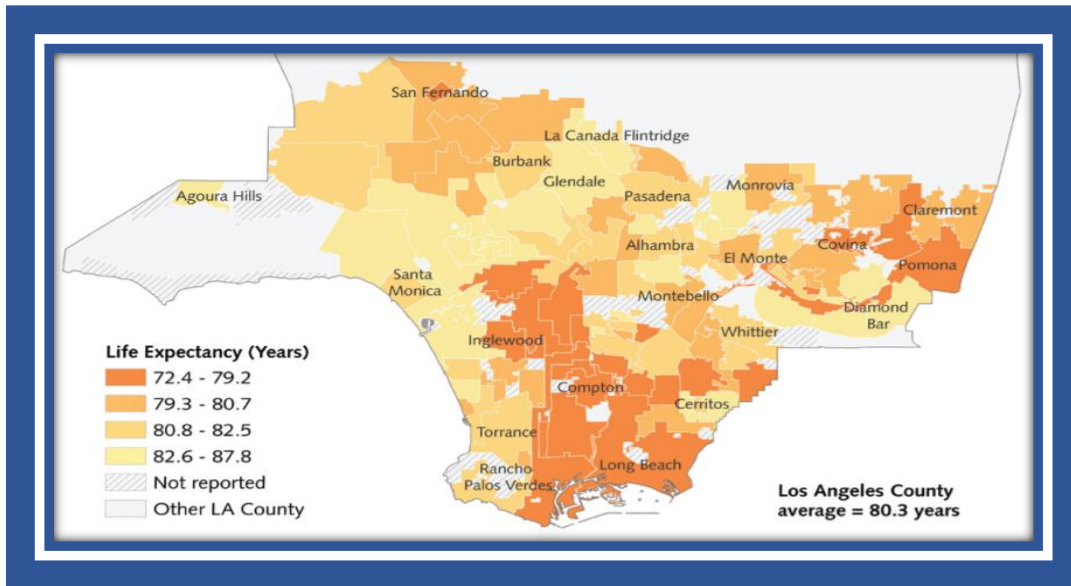 San Fernando
La Canada Flintridge
Burbank
Glendale
Agoura Hills
Pasadena
Monrovia
Claremont
Alhambra
Covina
El Monte
Pomona
Santa
Monica
Montebello
Diamond
Bar
Whittier
Inglewood
Compton
Cerritos
Torrance
Long Beach
Rancho
Palos Verdes
Life Expectancy (Years)
72.4 - 79.2
79.3 - 80.7
80.8 - 82.5
82.6 - 87.8
Not reported
Other LA County
Los Angeles County
average = 80.3 years